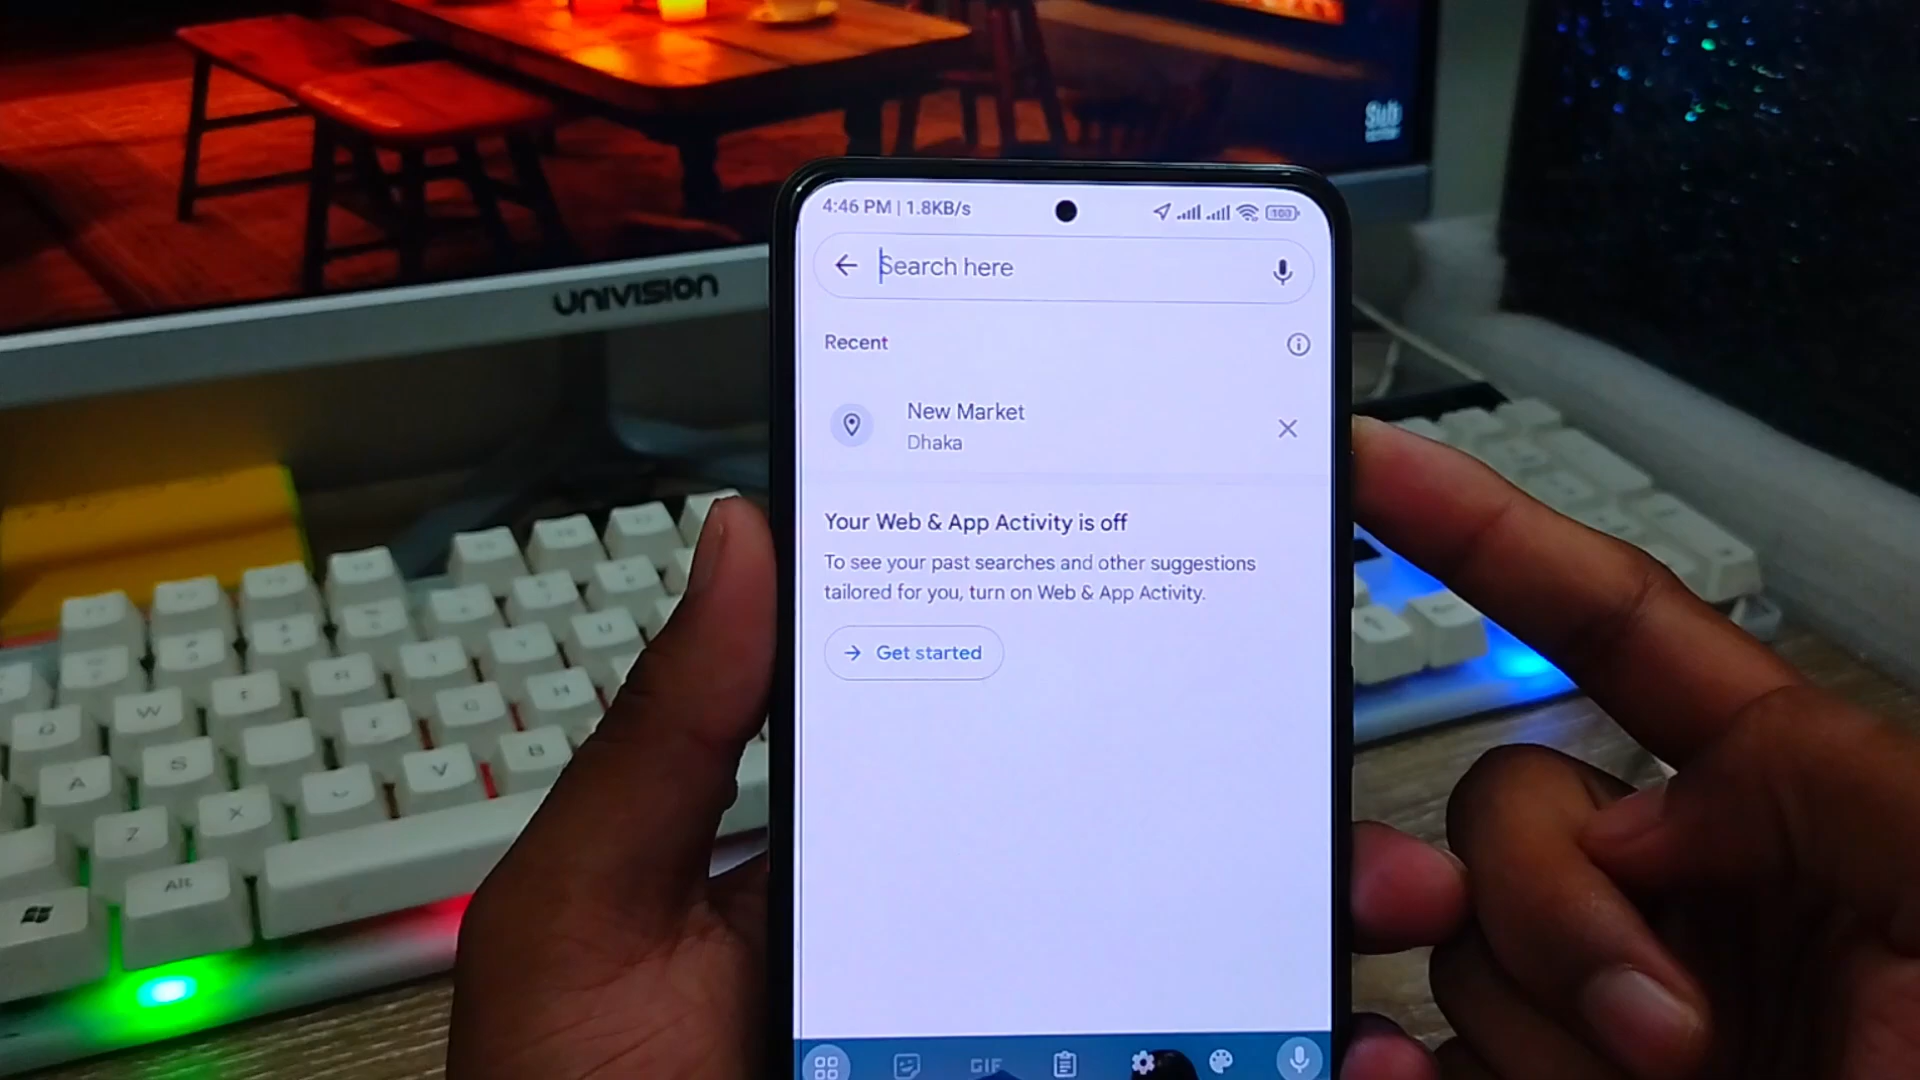 Sub
UNIVISION
4:46 PM | 1.8KB/s
100
Search here
Recent
New Market
Dhaka
Your Web & App Activity is off
To see your past searches and other suggestions
tailored for you, turn on Web & App Activity.
Get started
GIF
W
A
S
V
B
Z
X
Alt